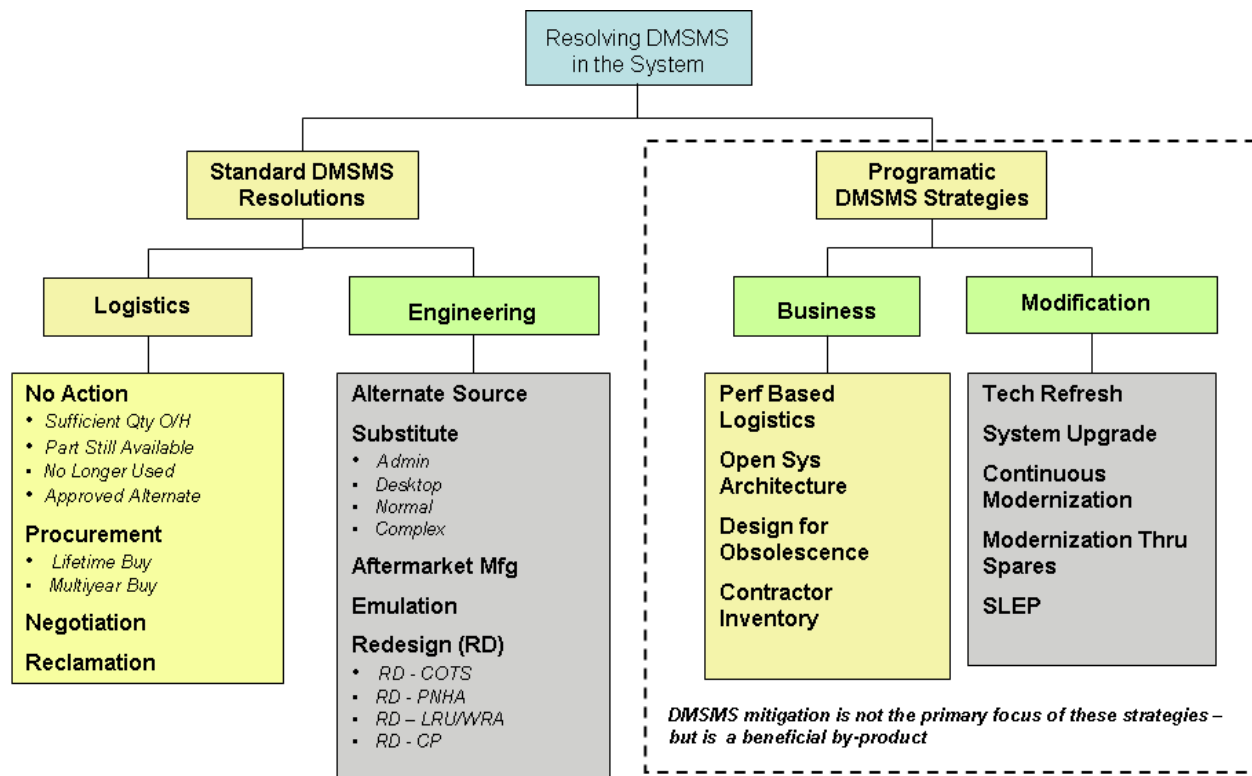 Resolving DMSMS
in the System
Standard DMSMS
Resolutions
Programatic
DMSMS Strategies
Logistics
Engineering
Business
Modification
No Action
• Sufficient Qty O/H
• Part Still Available
• No Longer Used
• Approved Alternate
Procurement
• Lifetime Buy
• Multiyear Buy
Negotiation
Reclamation
Alternate Source
Substitute
• Admin
• Desktop
• Normal
• Complex
Aftermarket Mfg
Emulation
Redesign (RD)
• RD - COTS
• RD - PNHA
• RD – LRU/WRA
• RD - CP
Perf Based
Logistics
Open Sys
Architecture
Design for
Obsolescence
Contractor
Inventory
Tech Refresh
System Upgrade
Continuous
Modernization
Modernization Thru
Spares
SLEP
DMSMS mitigation is not the primary focus of these strategies –
but is a beneficial by-product